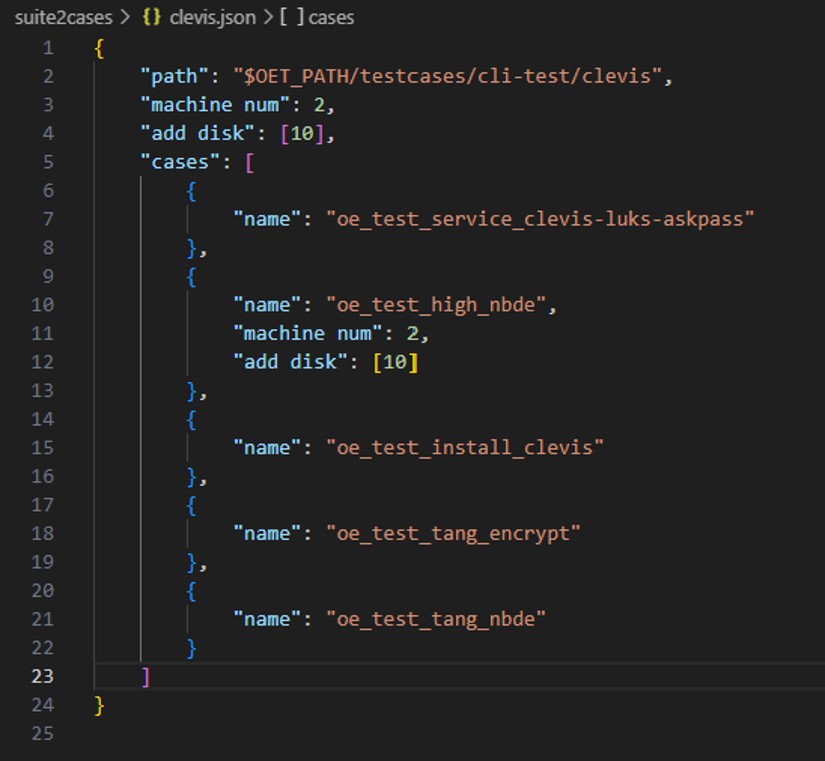 suite2cases > {} clevis.json > [ ] cases
1 {
2     "path": "$OET_PATH/testcases/cli-test/clevis",
3     "machine num": 2,
4     "add disk": [10],
5     "cases": [
6         {
7             "name": "oe_test_service_clevis-luks-askpass"
8         },
9         {
10             "name": "oe_test_high_nbde",
11             "machine num": 2,
12             "add disk": [10]
13         },
14         {
15             "name": "oe_test_install_clevis"
16         },
17         {
18             "name": "oe_test_tang_encrypt"
19         },
20         {
21             "name": "oe_test_tang_nbde"
22         }
23     ]
24 }
25